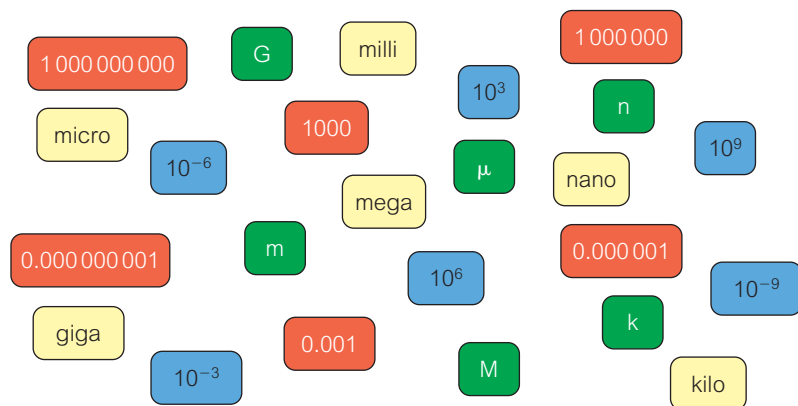 1 000 000 000
G
milli
1 000 000
10³
n
micro
1000
10⁹
10⁻⁶
μ
nano
mega
0.000 000 001
m
0.000 001
10⁶
10⁻⁹
giga
0.001
k
10⁻³
M
kilo